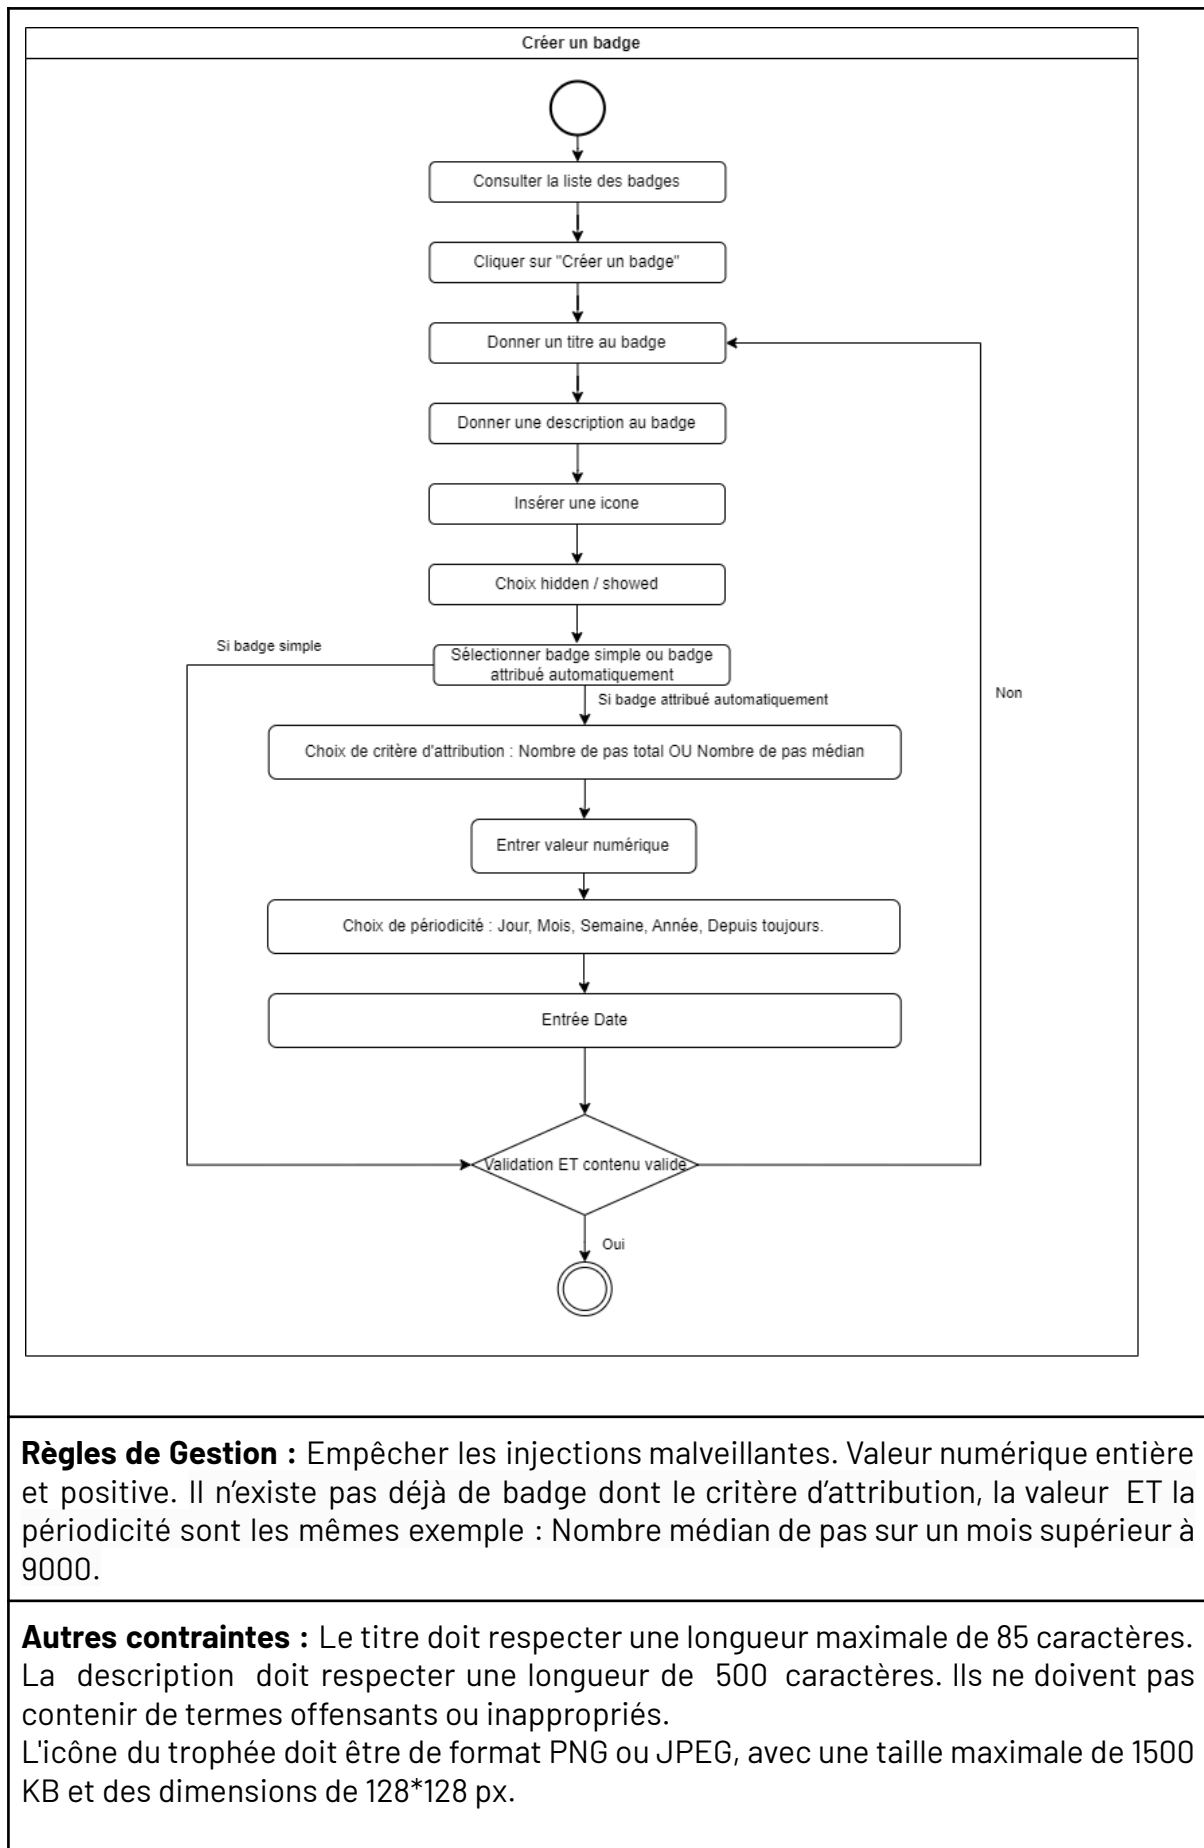 Créer un badge
Consulter la liste des badges
Cliquer sur "Créer un badge"
Donner un titre au badge
Donner une description au badge
Insérer une icone
Choix hidden / showed
Si badge simple
Sélectionner badge simple ou badge
attribué automatiquement
Si badge attribué automatiquement
Non
Choix de critère d'attribution : Nombre de pas total OU Nombre de pas médian
Entrer valeur numérique
Choix de périodicité : Jour, Mois, Semaine, Année, Depuis toujours.
Entrée Date
Validation ET contenu valide
Oui
Règles de Gestion : Empêcher les injections malveillantes. Valeur numérique entière
et positive. Il n'existe pas déjà de badge dont le critère d'attribution, la valeur ET la
périodicité sont les mêmes exemple : Nombre médian de pas sur un mois supérieur à
9000.
Autres contraintes : Le titre doit respecter une longueur maximale de 85 caractères.
La description doit respecter une longueur de 500 caractères. Ils ne doivent pas
contenir de termes offensants ou inappropriés.
L'icône du trophée doit être de format PNG ou JPEG, avec une taille maximale de 1500
KB et des dimensions de 128*128 px.